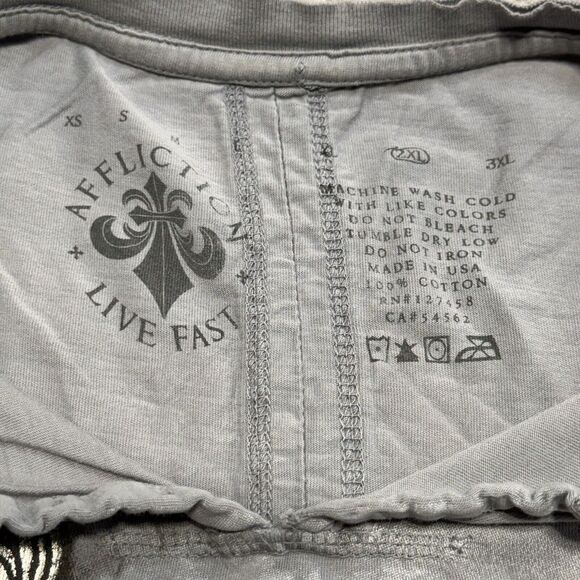 XS S M 2XL 3XL
AFFLICTION
LIVE FAST
MACHINE WASH COLD
WITH LIKE COLORS
DO NOT BLEACH
TUMBLE DRY LOW
DO NOT IRON
MADE IN USA
100% COTTON
RN#127458
CA#54562